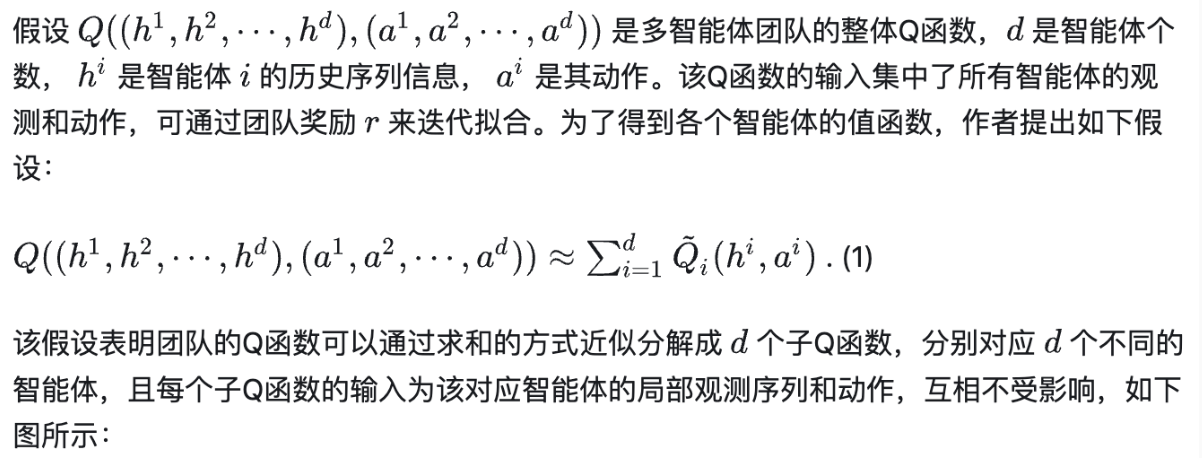 假设 Q((h^1, h^2, ⋯, h^d), (a^1, a^2, ⋯, a^d)) 是多智能体团队的整体Q函数，d 是智能体个
数， h^i 是智能体 i 的历史序列信息， a^i 是其动作。该Q函数的输入集中了所有智能体的观
测和动作，可通过团队奖励 r 来迭代拟合。为了得到各个智能体的值函数，作者提出如下假
设：
Q((h^1, h^2, ⋯, h^d), (a^1, a^2, ⋯, a^d)) ≈ ∑_{i=1}^d Q̃_i(h^i, a^i) . (1)
该假设表明团队的Q函数可以通过求和的方式近似分解成 d 个子Q函数，分别对应 d 个不同的
智能体，且每个子Q函数的输入为该对应智能体的局部观测序列和动作，互相不受影响，如下
图所示：